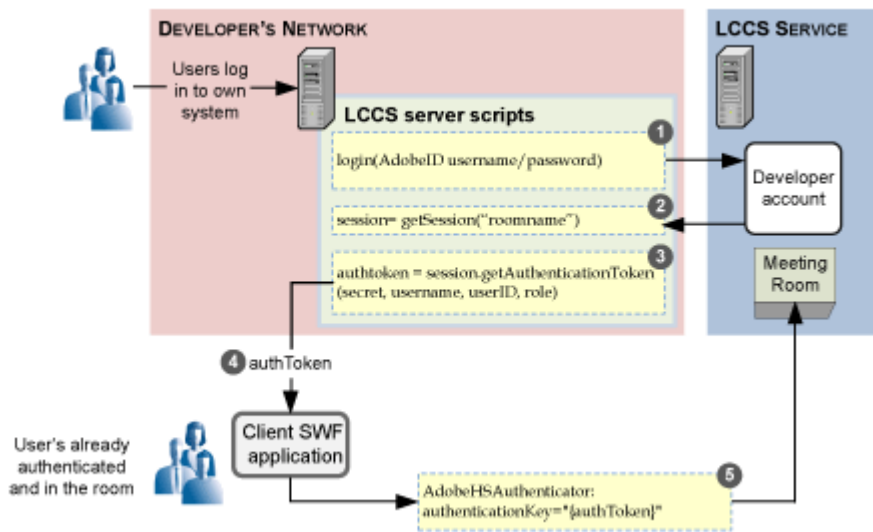 DEVELOPER'S NETWORK
LCCS SERVICE
Users log
in to own
system
LCCS server scripts
1
login(AdobeID username/password)
Developer
account
2
session= getSession("roomname")
3
authtoken = session.getAuthenticationToken
(secret, username, userID, role)
Meeting
Room
4 authToken
Client SWF
application
User's already
authenticated
and in the room
5
AdobeHSAuthenticator:
authenticationKey="{authToken}"